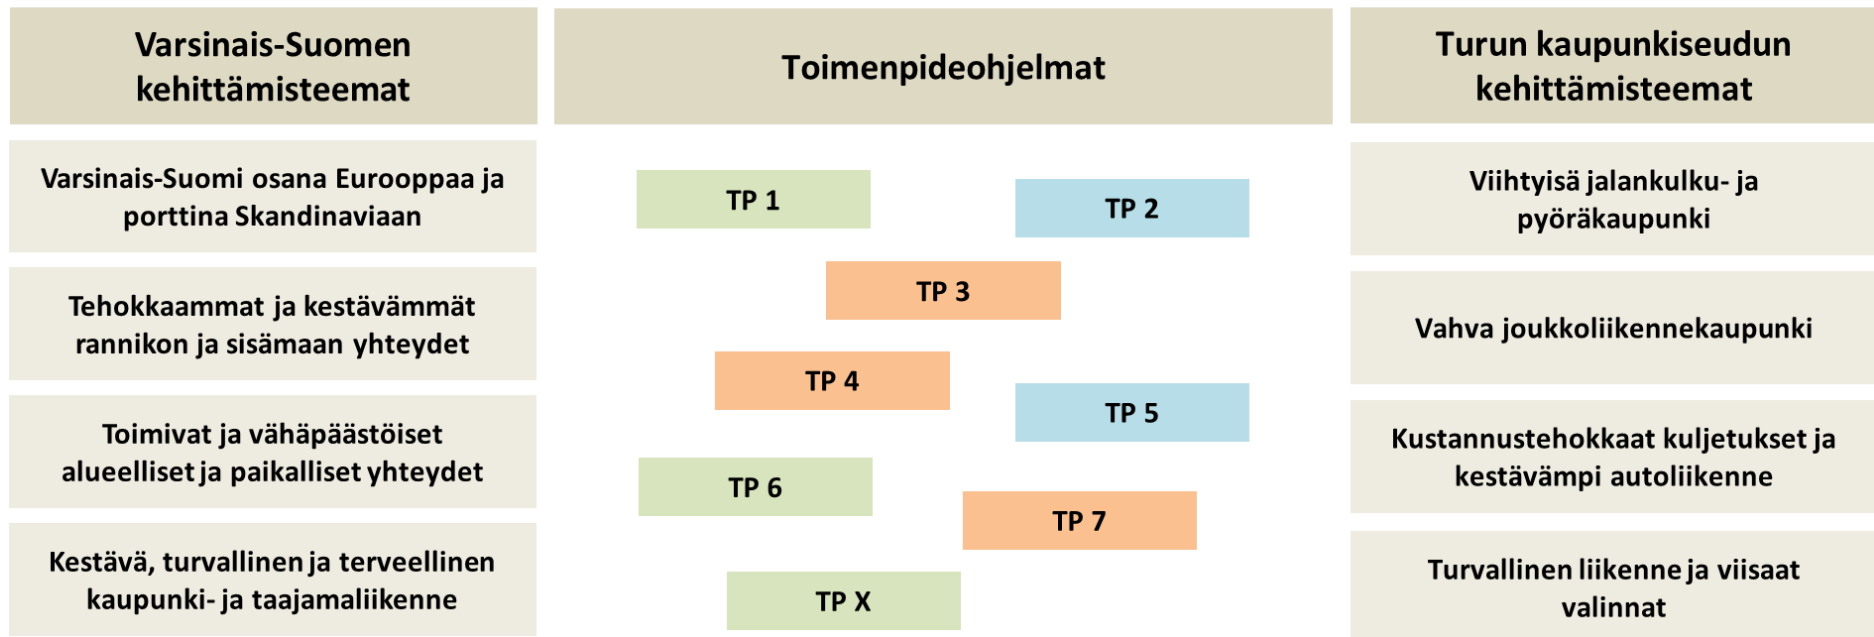 Varsinais-Suomen
kehittämisteemat
Varsinais-Suomi osana Eurooppaa ja
porttina Skandinaviaan
Tehokkaammat ja kestävämmät
rannikon ja sisämaan yhteydet
Toimivat ja vähäpäästöiset
alueelliset ja paikalliset yhteydet
Kestävä, turvallinen ja terveellinen
kaupunki- ja taajamaliikenne
Toimenpideohjelmat
TP 1
TP 2
TP 3
TP 4
TP 5
TP 6
TP 7
TP X
Turun kaupunkiseudun
kehittämisteemat
Viihtyisä jalankulku- ja
pyöräkaupunki
Vahva joukkoliikennekaupunki
Kustannustehokkaat kuljetukset ja
kestävämpi autoliikenne
Turvallinen liikenne ja viisaat
valinnat